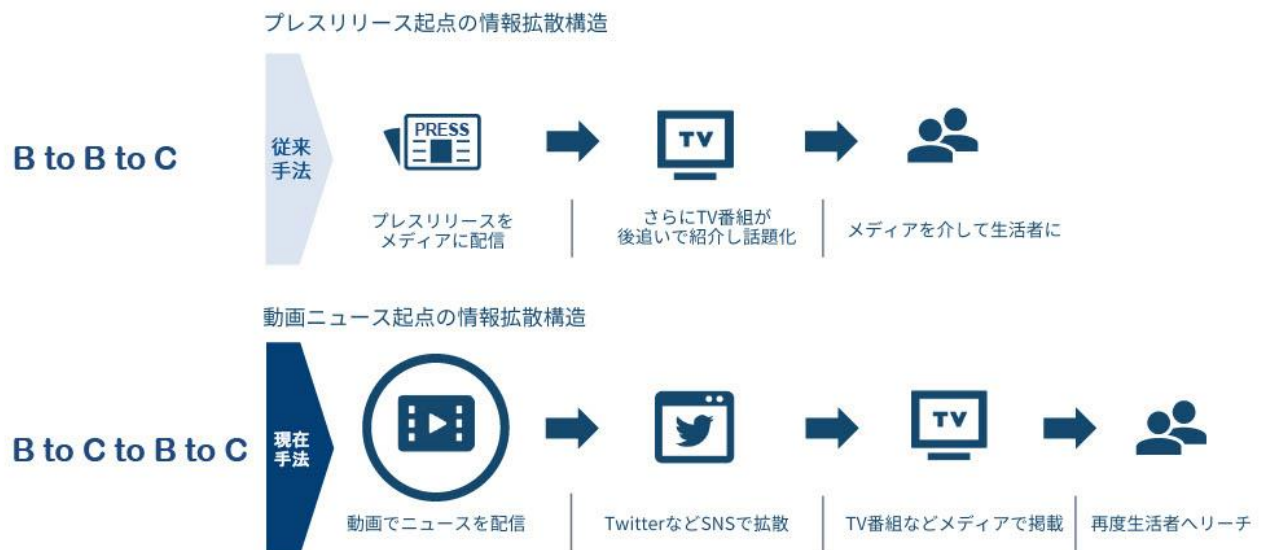 プレスリリース起点の情報拡散構造
B to B to C
従来
手法
PRESS
TV
プレスリリースを
メディアに配信
さらにTV番組が
後追いで紹介し話題化
メディアを介して生活者に
動画ニュース起点の情報拡散構造
B to C to B to C
現在
手法
TV
動画でニュースを配信
TwitterなどSNSで拡散
TV番組などメディアで掲載
再度生活者へリーチ